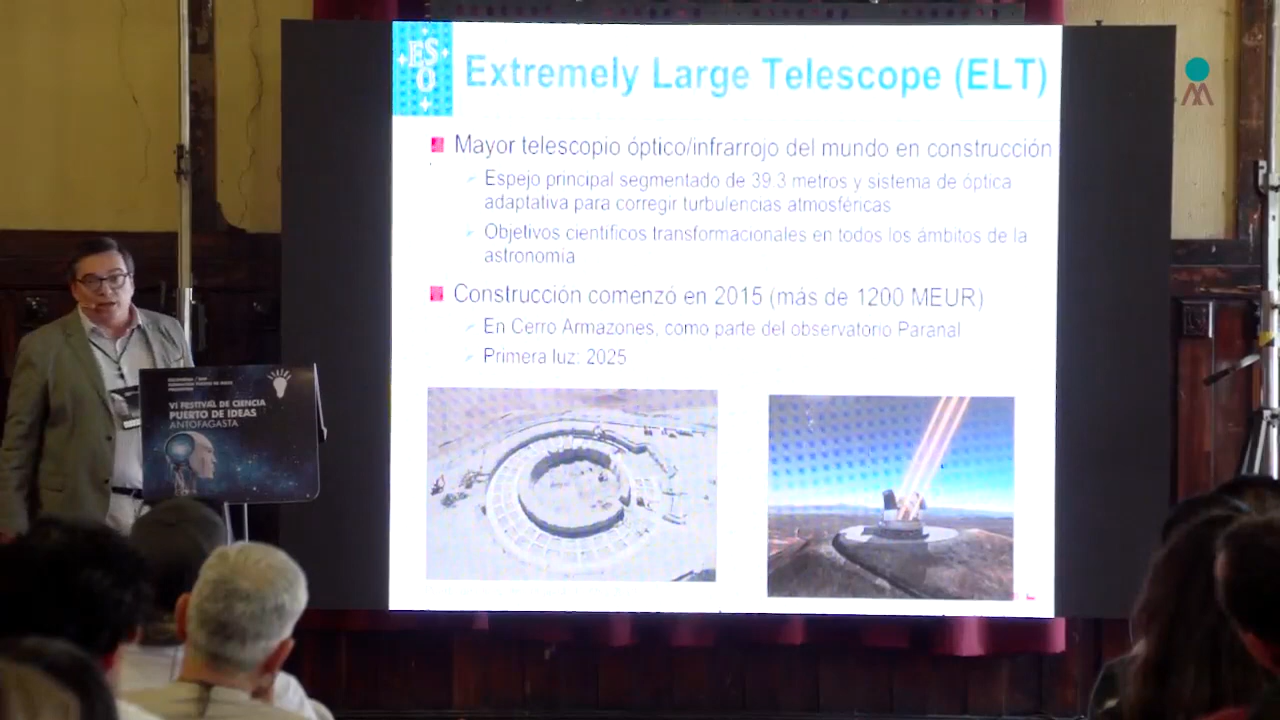 ESO
Extremely Large Telescope (ELT)
Mayor telescopio óptico/infrarrojo del mundo en construcción
Espejo principal segmentado de 39.3 metros y sistema de óptica
adaptativa para corregir turbulencias atmosféricas
Objetivos científicos transformacionales en todos los ámbitos de la
astronomía
Construcción comenzó en 2015 (más de 1200 MEUR)
En Cerro Armazones, como parte del observatorio Paranal
Primera luz: 2025
VI FESTIVAL DE CIENCIA
PUERTO DE IDEAS
ANTOFAGASTA